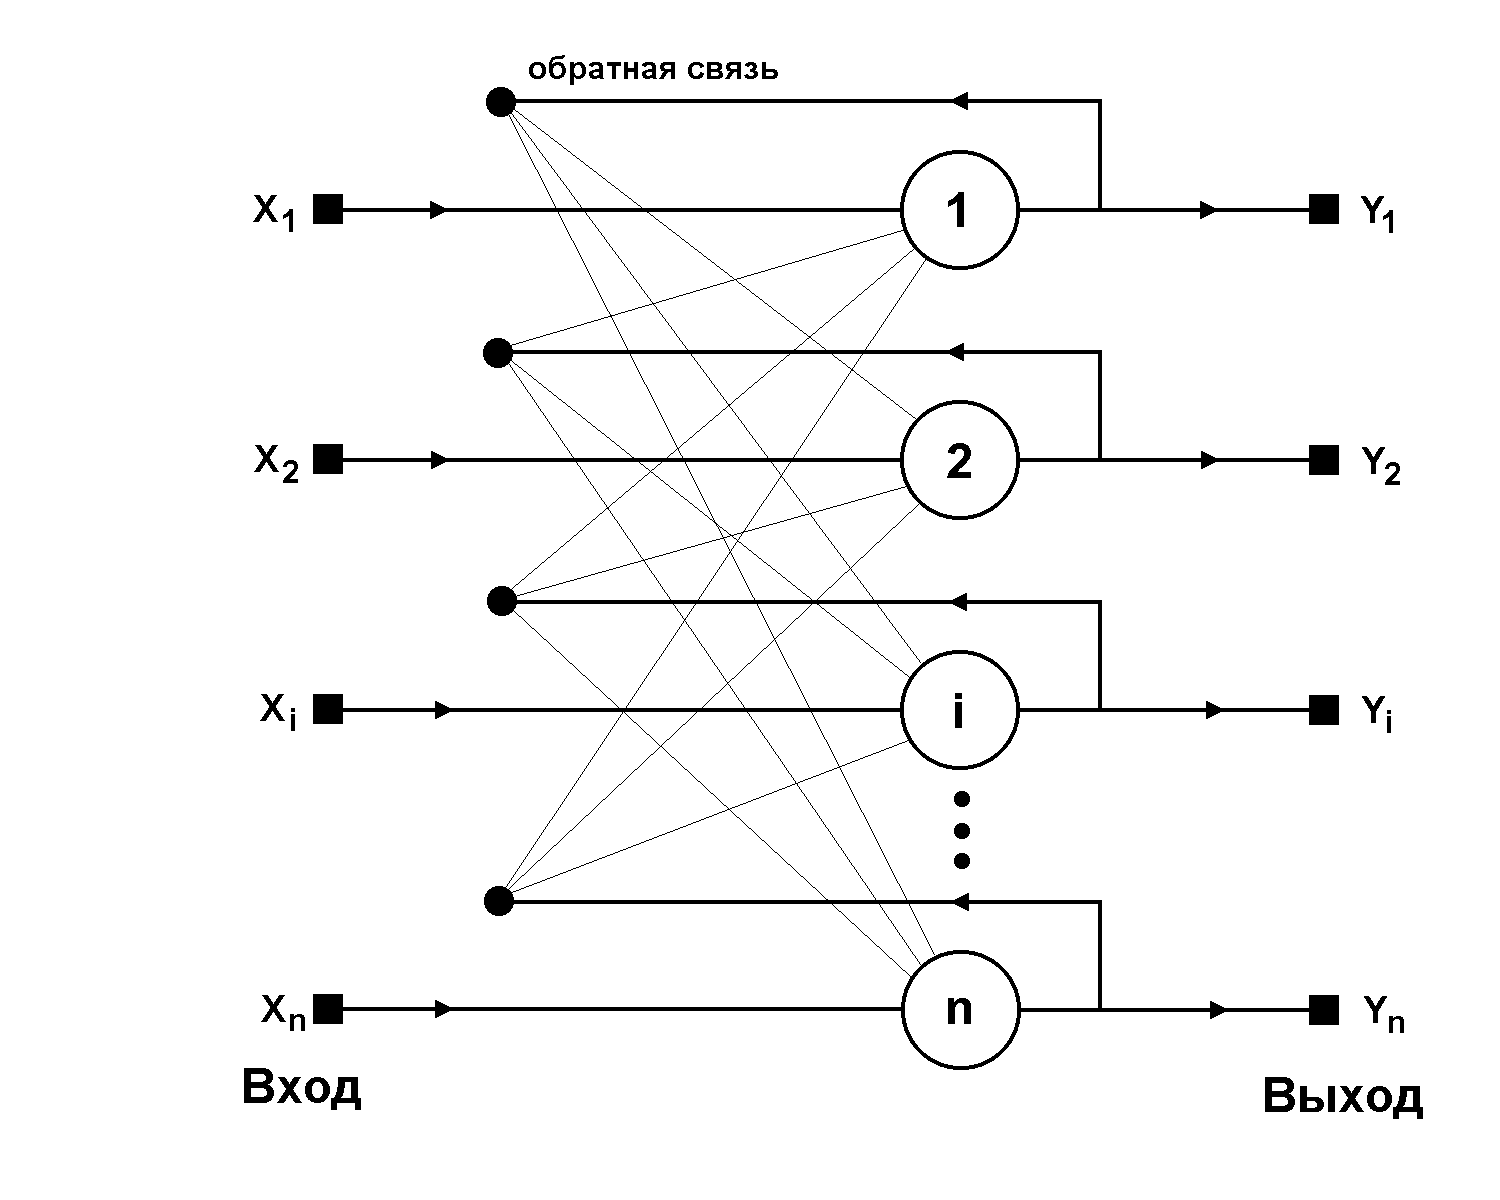 обратная связь
X1 1 Y1
X2 2 Y2
Xi i Yi
Xn n Yn
Вход
Выход